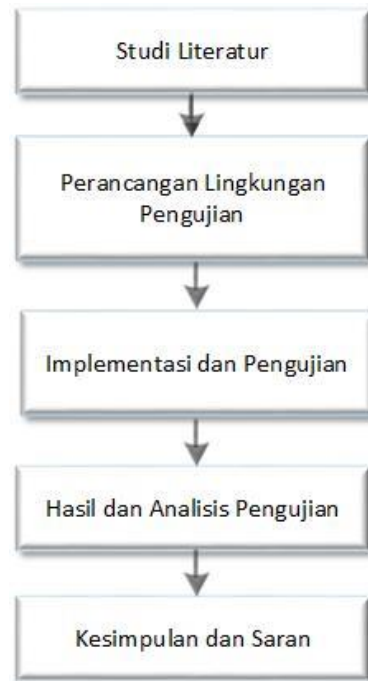 Studi Literatur
Perancangan Lingkungan
Pengujian
Implementasi dan Pengujian
Hasil dan Analisis Pengujian
Kesimpulan dan Saran